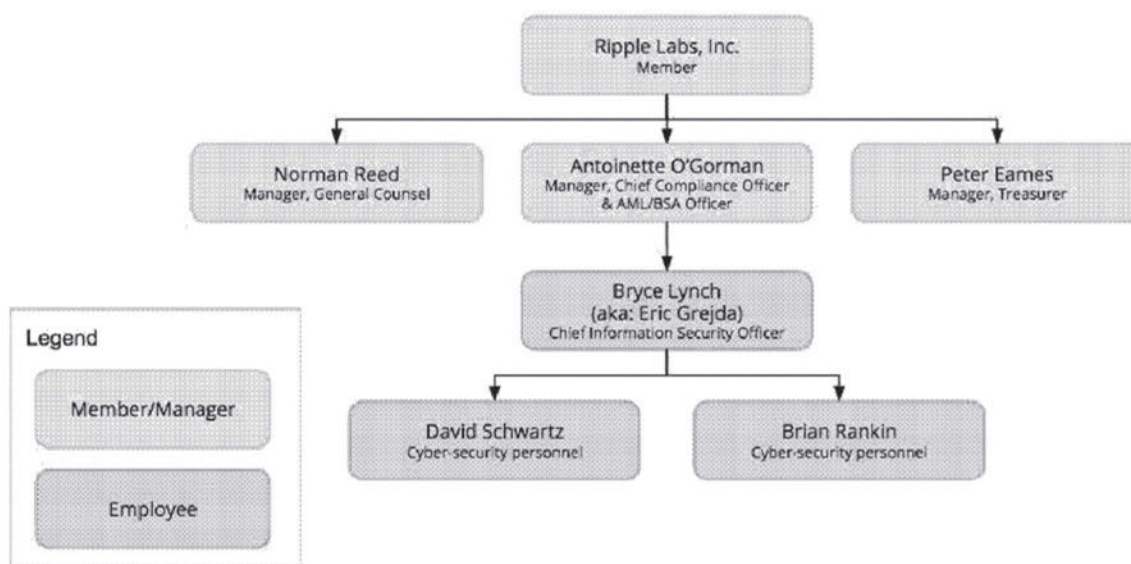 Ripple Labs, Inc.
Member
Norman Reed
Manager, General Counsel
Antoinette O'Gorman
Manager, Chief Compliance Officer
& AML/BSA Officer
Peter Eames
Manager, Treasurer
Bryce Lynch
(aka: Eric Grejda)
Chief Information Security Officer
David Schwartz
Cyber-security personnel
Brian Rankin
Cyber-security personnel
Legend
Member/Manager
Employee